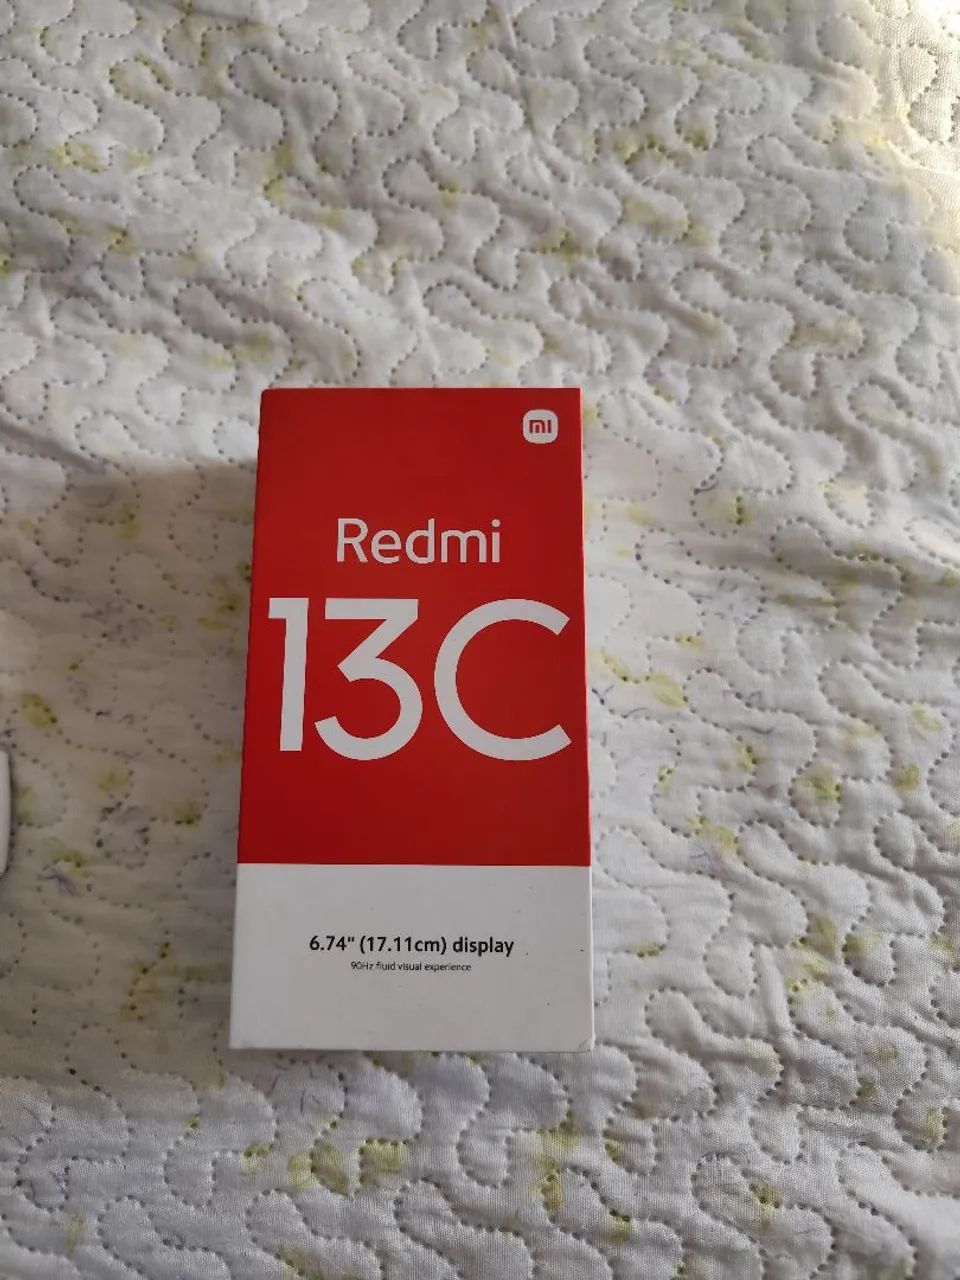 mi
Redmi
13C
6.74" (17.11cm) display
90Hz fluid visual experience